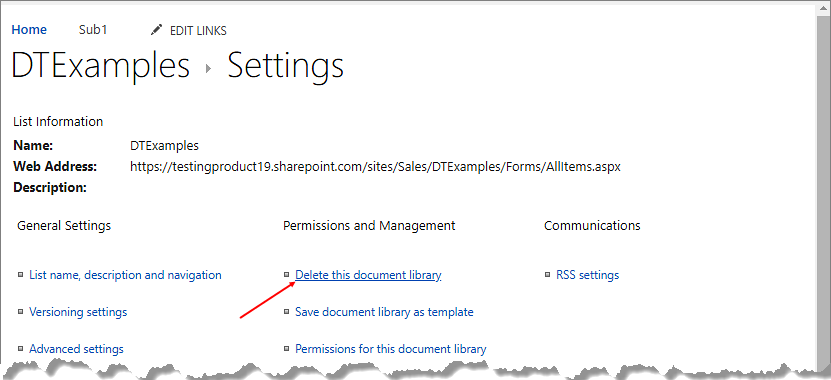 Home Sub1 EDIT LINKS
DTExamples Settings
List Information
Name: DTExamples
Web Address: https://testingproduct19.sharepoint.com/sites/Sales/DTExamples/Forms/AllItems.aspx
Description:
General Settings Permissions and Management Communications
List name, description and navigation Delete this document library RSS settings
Versioning settings Save document library as template
Advanced settings Permissions for this document library